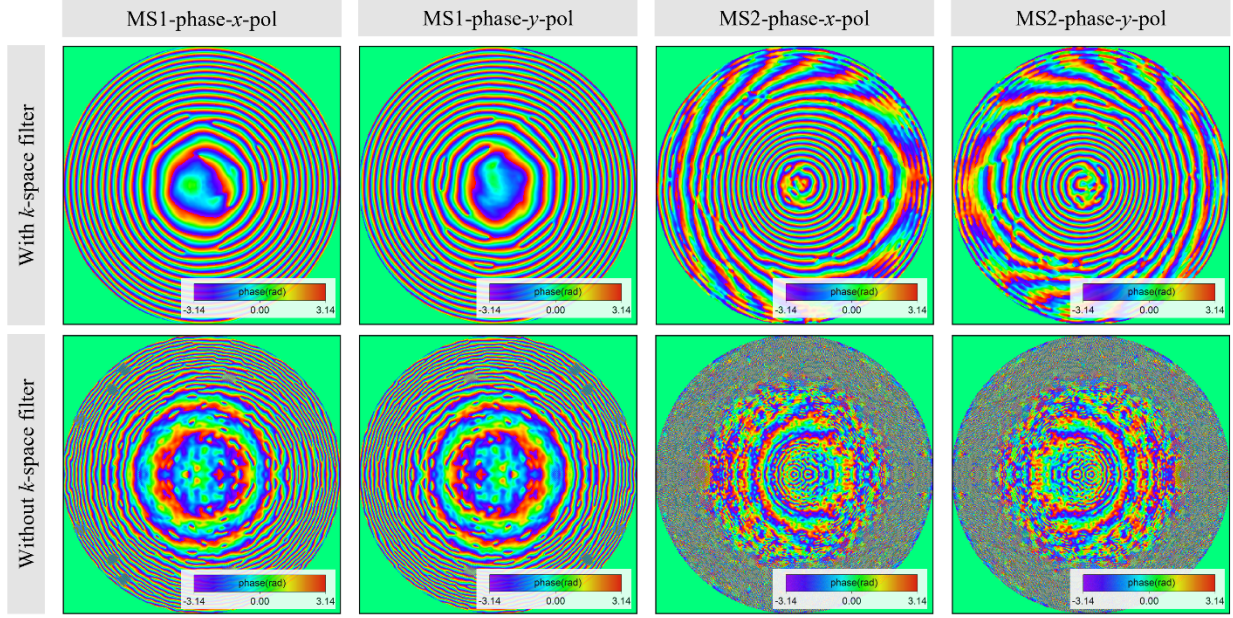 MS1-phase-x-pol
MS1-phase-y-pol
MS2-phase-x-pol
MS2-phase-y-pol
With k-space filter
phase(rad)
-3.14 0.00 3.14
phase(rad)
-3.14 0.00 3.14
phase(rad)
-3.14 0.00 3.14
phase(rad)
-3.14 0.00 3.14
Without k-space filter
phase(rad)
-3.14 0.00 3.14
phase(rad)
-3.14 0.00 3.14
phase(rad)
-3.14 0.00 3.14
phase(rad)
-3.14 0.00 3.14